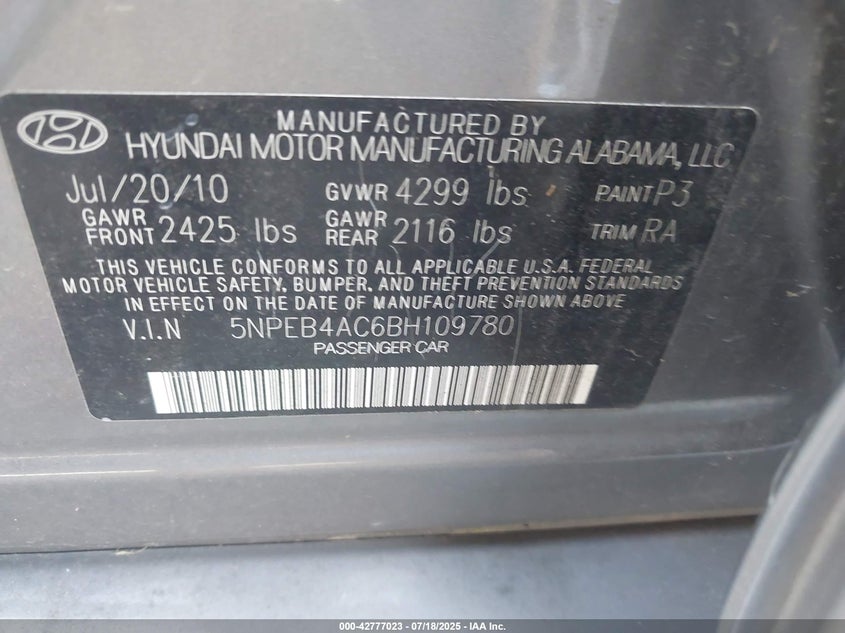 MANUFACTURED BY
HYUNDAI MOTOR MANUFACTURING ALABAMA, LLC
Jul/20/10 GVWR 4299 lbs PAINT P3
GAWR FRONT 2425 lbs GAWR REAR 2116 lbs TRIM RA
THIS VEHICLE CONFORMS TO ALL APPLICABLE U.S.A. FEDERAL
MOTOR VEHICLE SAFETY, BUMPER, AND THEFT PREVENTION STANDARDS
IN EFFECT ON THE DATE OF MANUFACTURE SHOWN ABOVE
V.I.N 5NPEB4AC6BH109780
PASSENGER CAR
000-42777023 - 07/18/2025 - IAA Inc.